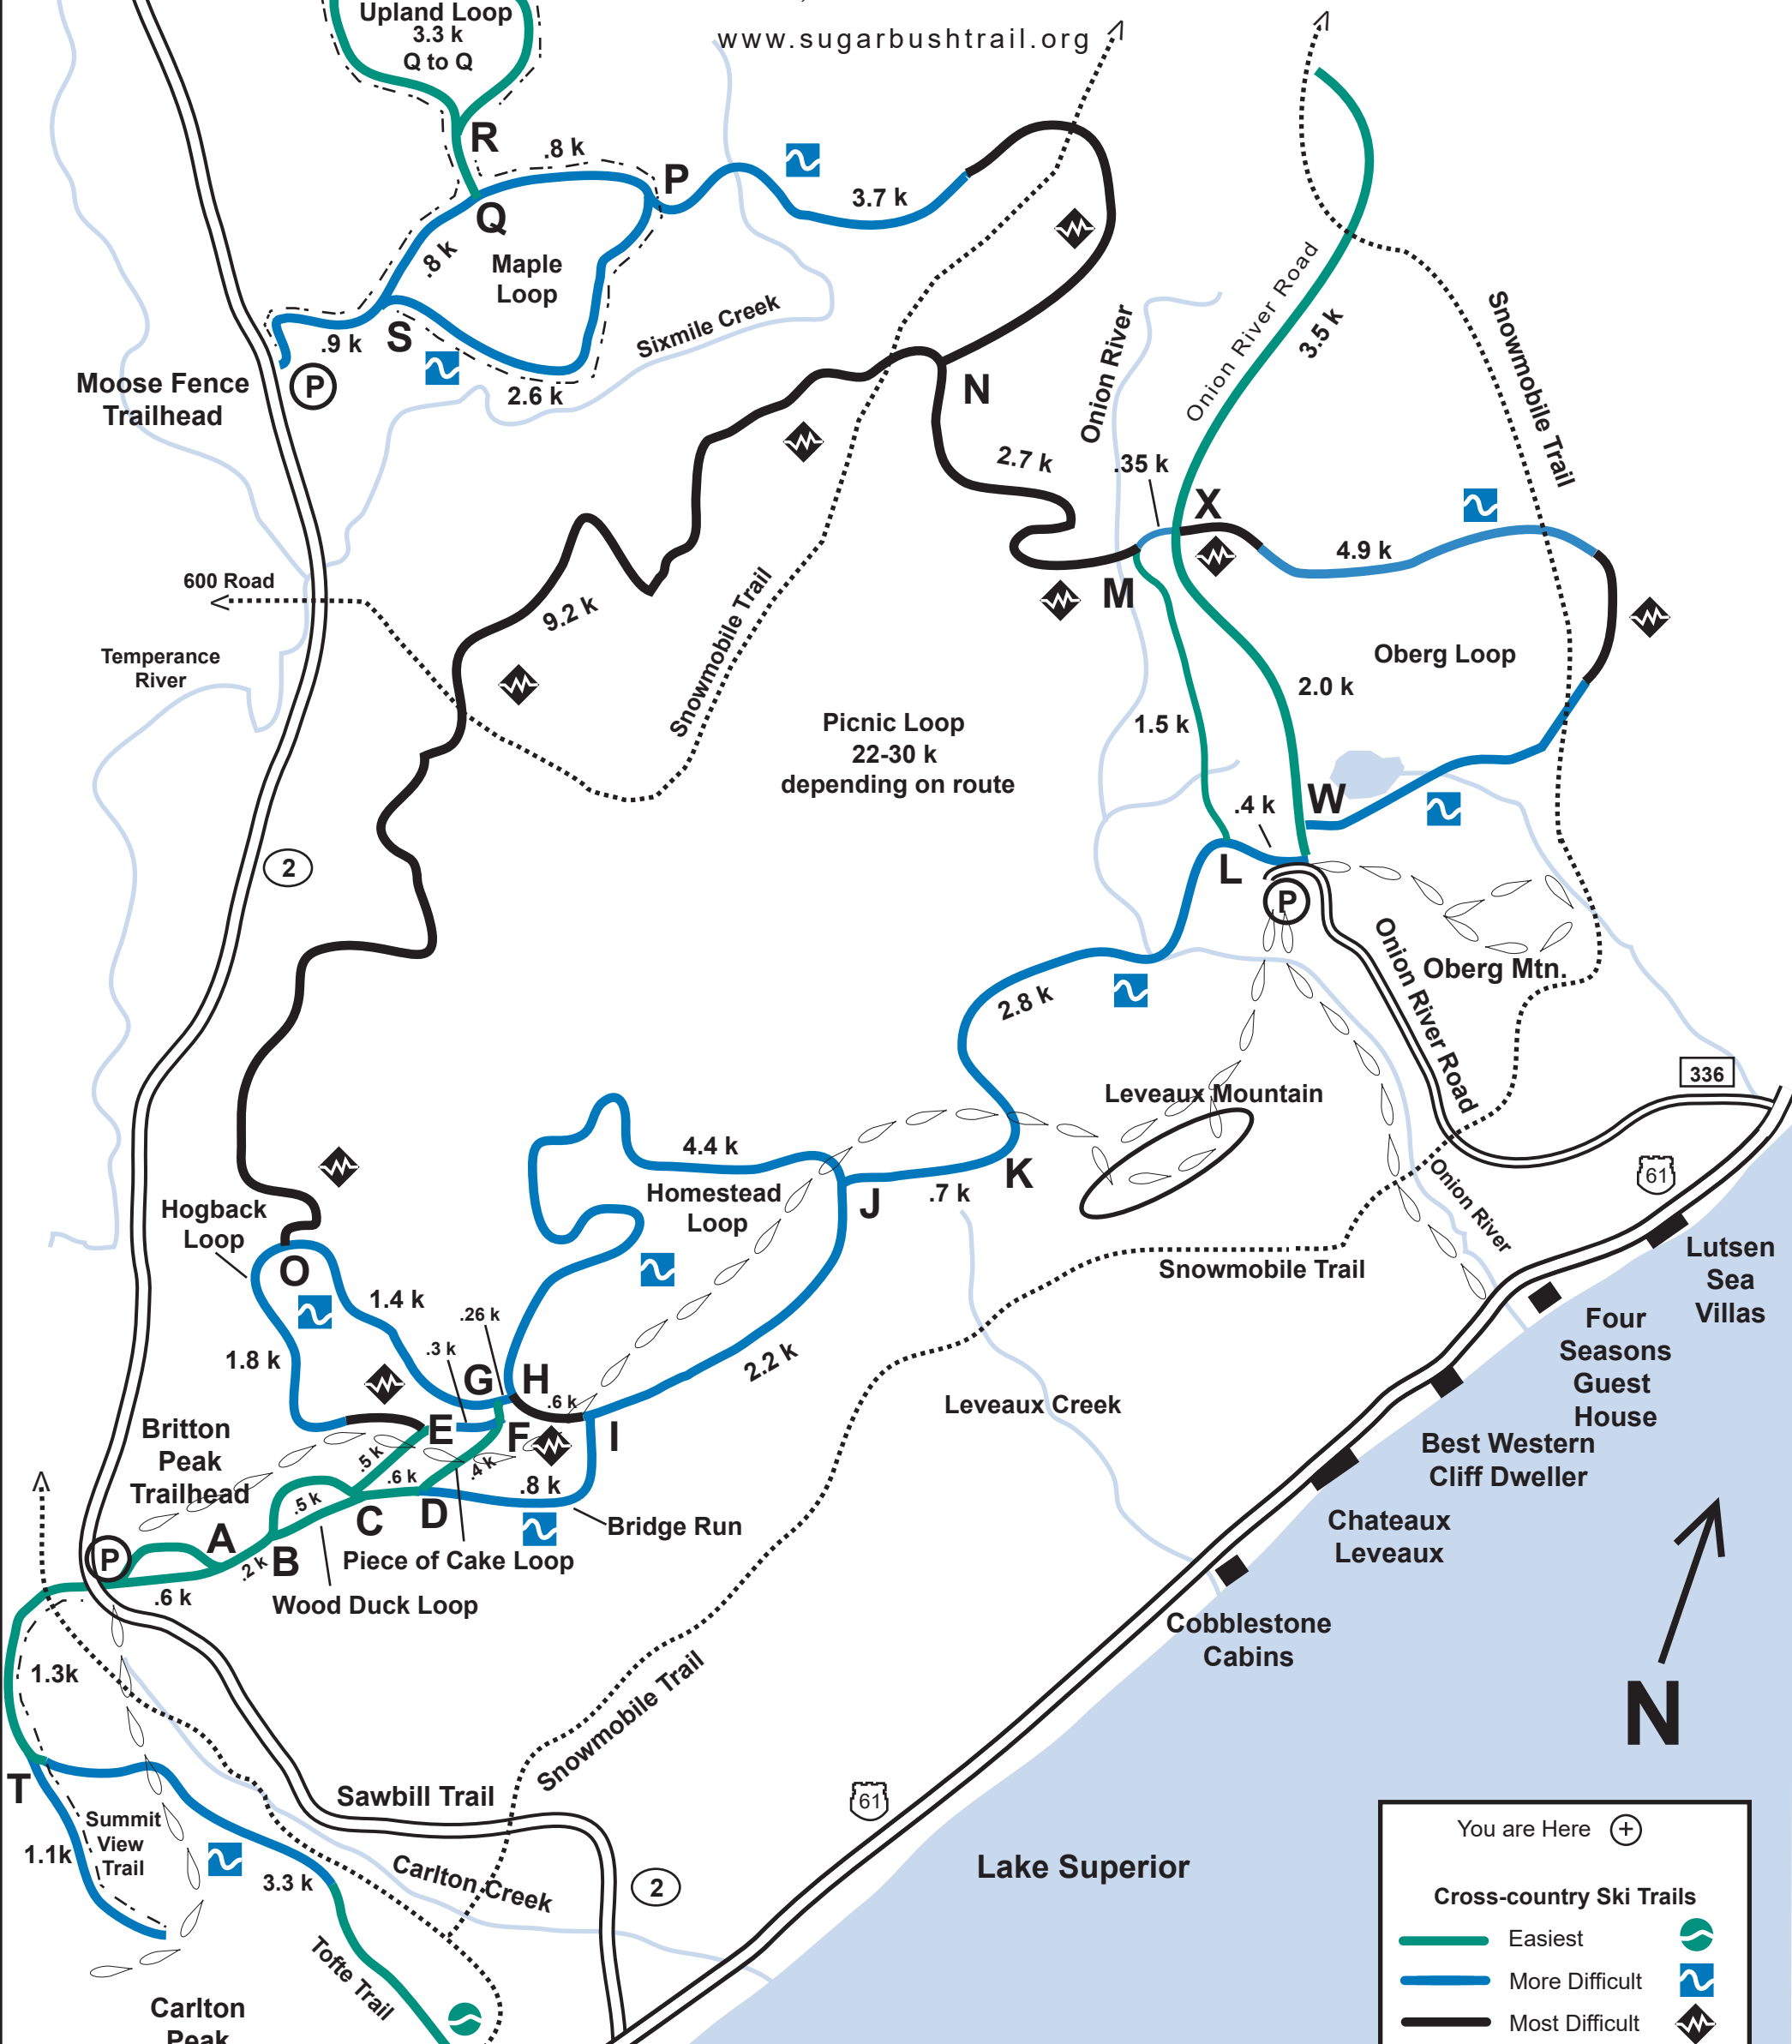 Upland Loop
3.3 k
Q to Q
www.sugarbushtrail.org
R
.8 k
P
3.7 k
Q
.8 k
Maple
Loop
S
.9 k
P
2.6 k
Sixmile Creek
Moose Fence
Trailhead
N
Onion River
Onion River Road
3.5 k
Snowmobile Trail
2.7 k
.35 k
X
4.9 k
M
600 Road
9.2 k
Temperance
River
Snowmobile Trail
Oberg Loop
2.0 k
1.5 k
Picnic Loop
22-30 k
depending on route
.4 k
W
L
P
2
Onion River Road
Oberg Mtn.
2.8 k
336
Leveaux Mountain
61
4.4 k
Homestead
Loop
J
.7 k
K
Onion River
Hogback
Loop
O
1.4 k
1.8 k
.26 k
.3 k
G
H
.6 k
2.2 k
Snowmobile Trail
Lutsen
Sea
Villas
Four
Seasons
Guest
House
Leveaux Creek
Britton
Peak
Trailhead
E
F
I
.5 k
.6 k
.4 k
.8 k
Best Western
Cliff Dweller
.5 k
C
D
Bridge Run
P
A
B
.2 k
Piece of Cake Loop
.6 k
Wood Duck Loop
Chateaux
Leveaux
Cobblestone
Cabins
1.3k
Snowmobile Trail
N
T
Sawbill Trail
61
Summit
View
Trail
1.1k
3.3 k
Carlton Creek
2
Lake Superior
Tofte Trail
Carlton
Peak
You are Here
Cross-country Ski Trails
Easiest
More Difficult
Most Difficult